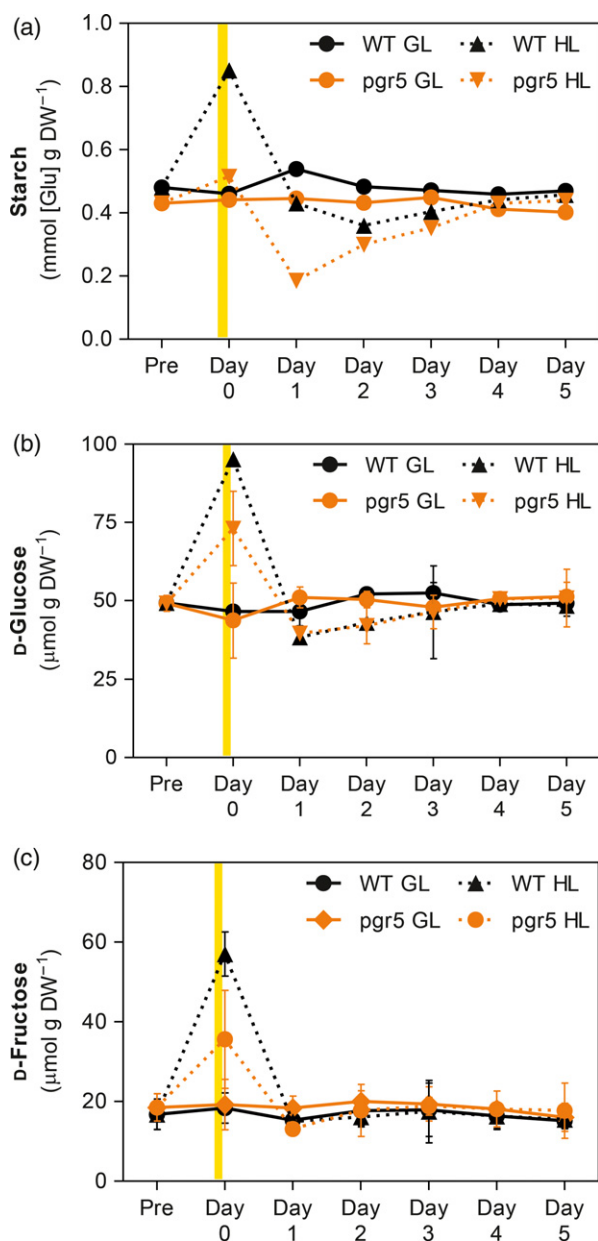 (a)
WT GL
WT HL
pgr5 GL
pgr5 HL
Starch
(mmol [Glu] g DW⁻¹)
1.0
0.8
0.6
0.4
0.2
0.0
Pre Day 0 Day 1 Day 2 Day 3 Day 4 Day 5
(b)
WT GL
WT HL
pgr5 GL
pgr5 HL
D-Glucose
(μmol g DW⁻¹)
100
75
50
25
0
Pre Day 0 Day 1 Day 2 Day 3 Day 4 Day 5
(c)
WT GL
WT HL
pgr5 GL
pgr5 HL
D-Fructose
(μmol g DW⁻¹)
80
60
40
20
0
Pre Day 0 Day 1 Day 2 Day 3 Day 4 Day 5